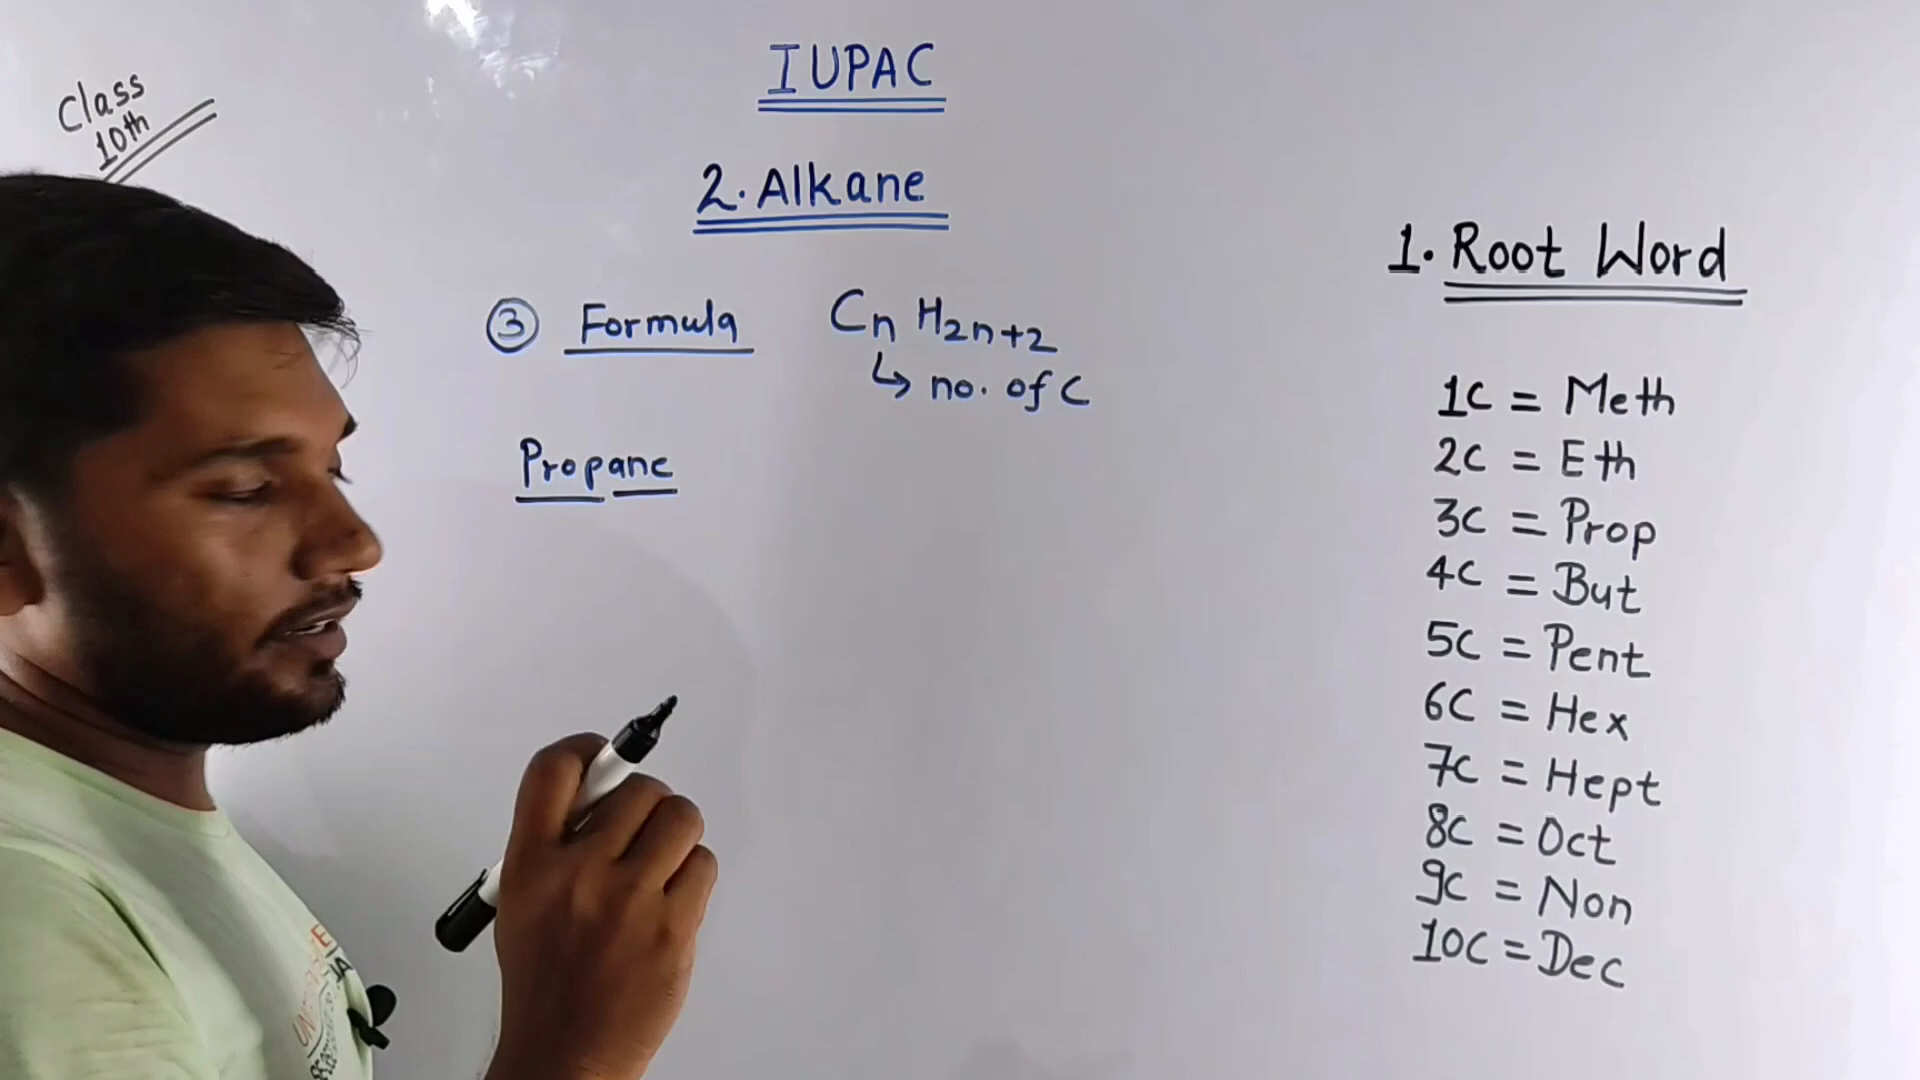 Class
10th
IUPAC
2. Alkane
③ Formula CnH2n+2
↳ no. of C
Propane
1. Root Word
1C = Meth
2C = Eth
3C = Prop
4C = But
5C = Pent
6C = Hex
7C = Hept
8C = Oct
9C = Non
10C = Dec